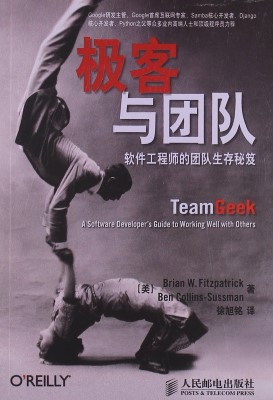 Google研发主管、Google首席互联网专家、Samba核心开发者、Django
核心开发者、Python之父等众多业内高端人士和顶级程序员力荐
极客
与团队
软件工程师的团队生存秘笈
TeamGeek
A Software Developer's Guide to Working Well with Others
[美] Brian W. Fitzpatrick
Ben Collins-Sussman 著
徐旭铭 译
O'REILLY
人民邮电出版社
POSTS & TELECOM PRESS